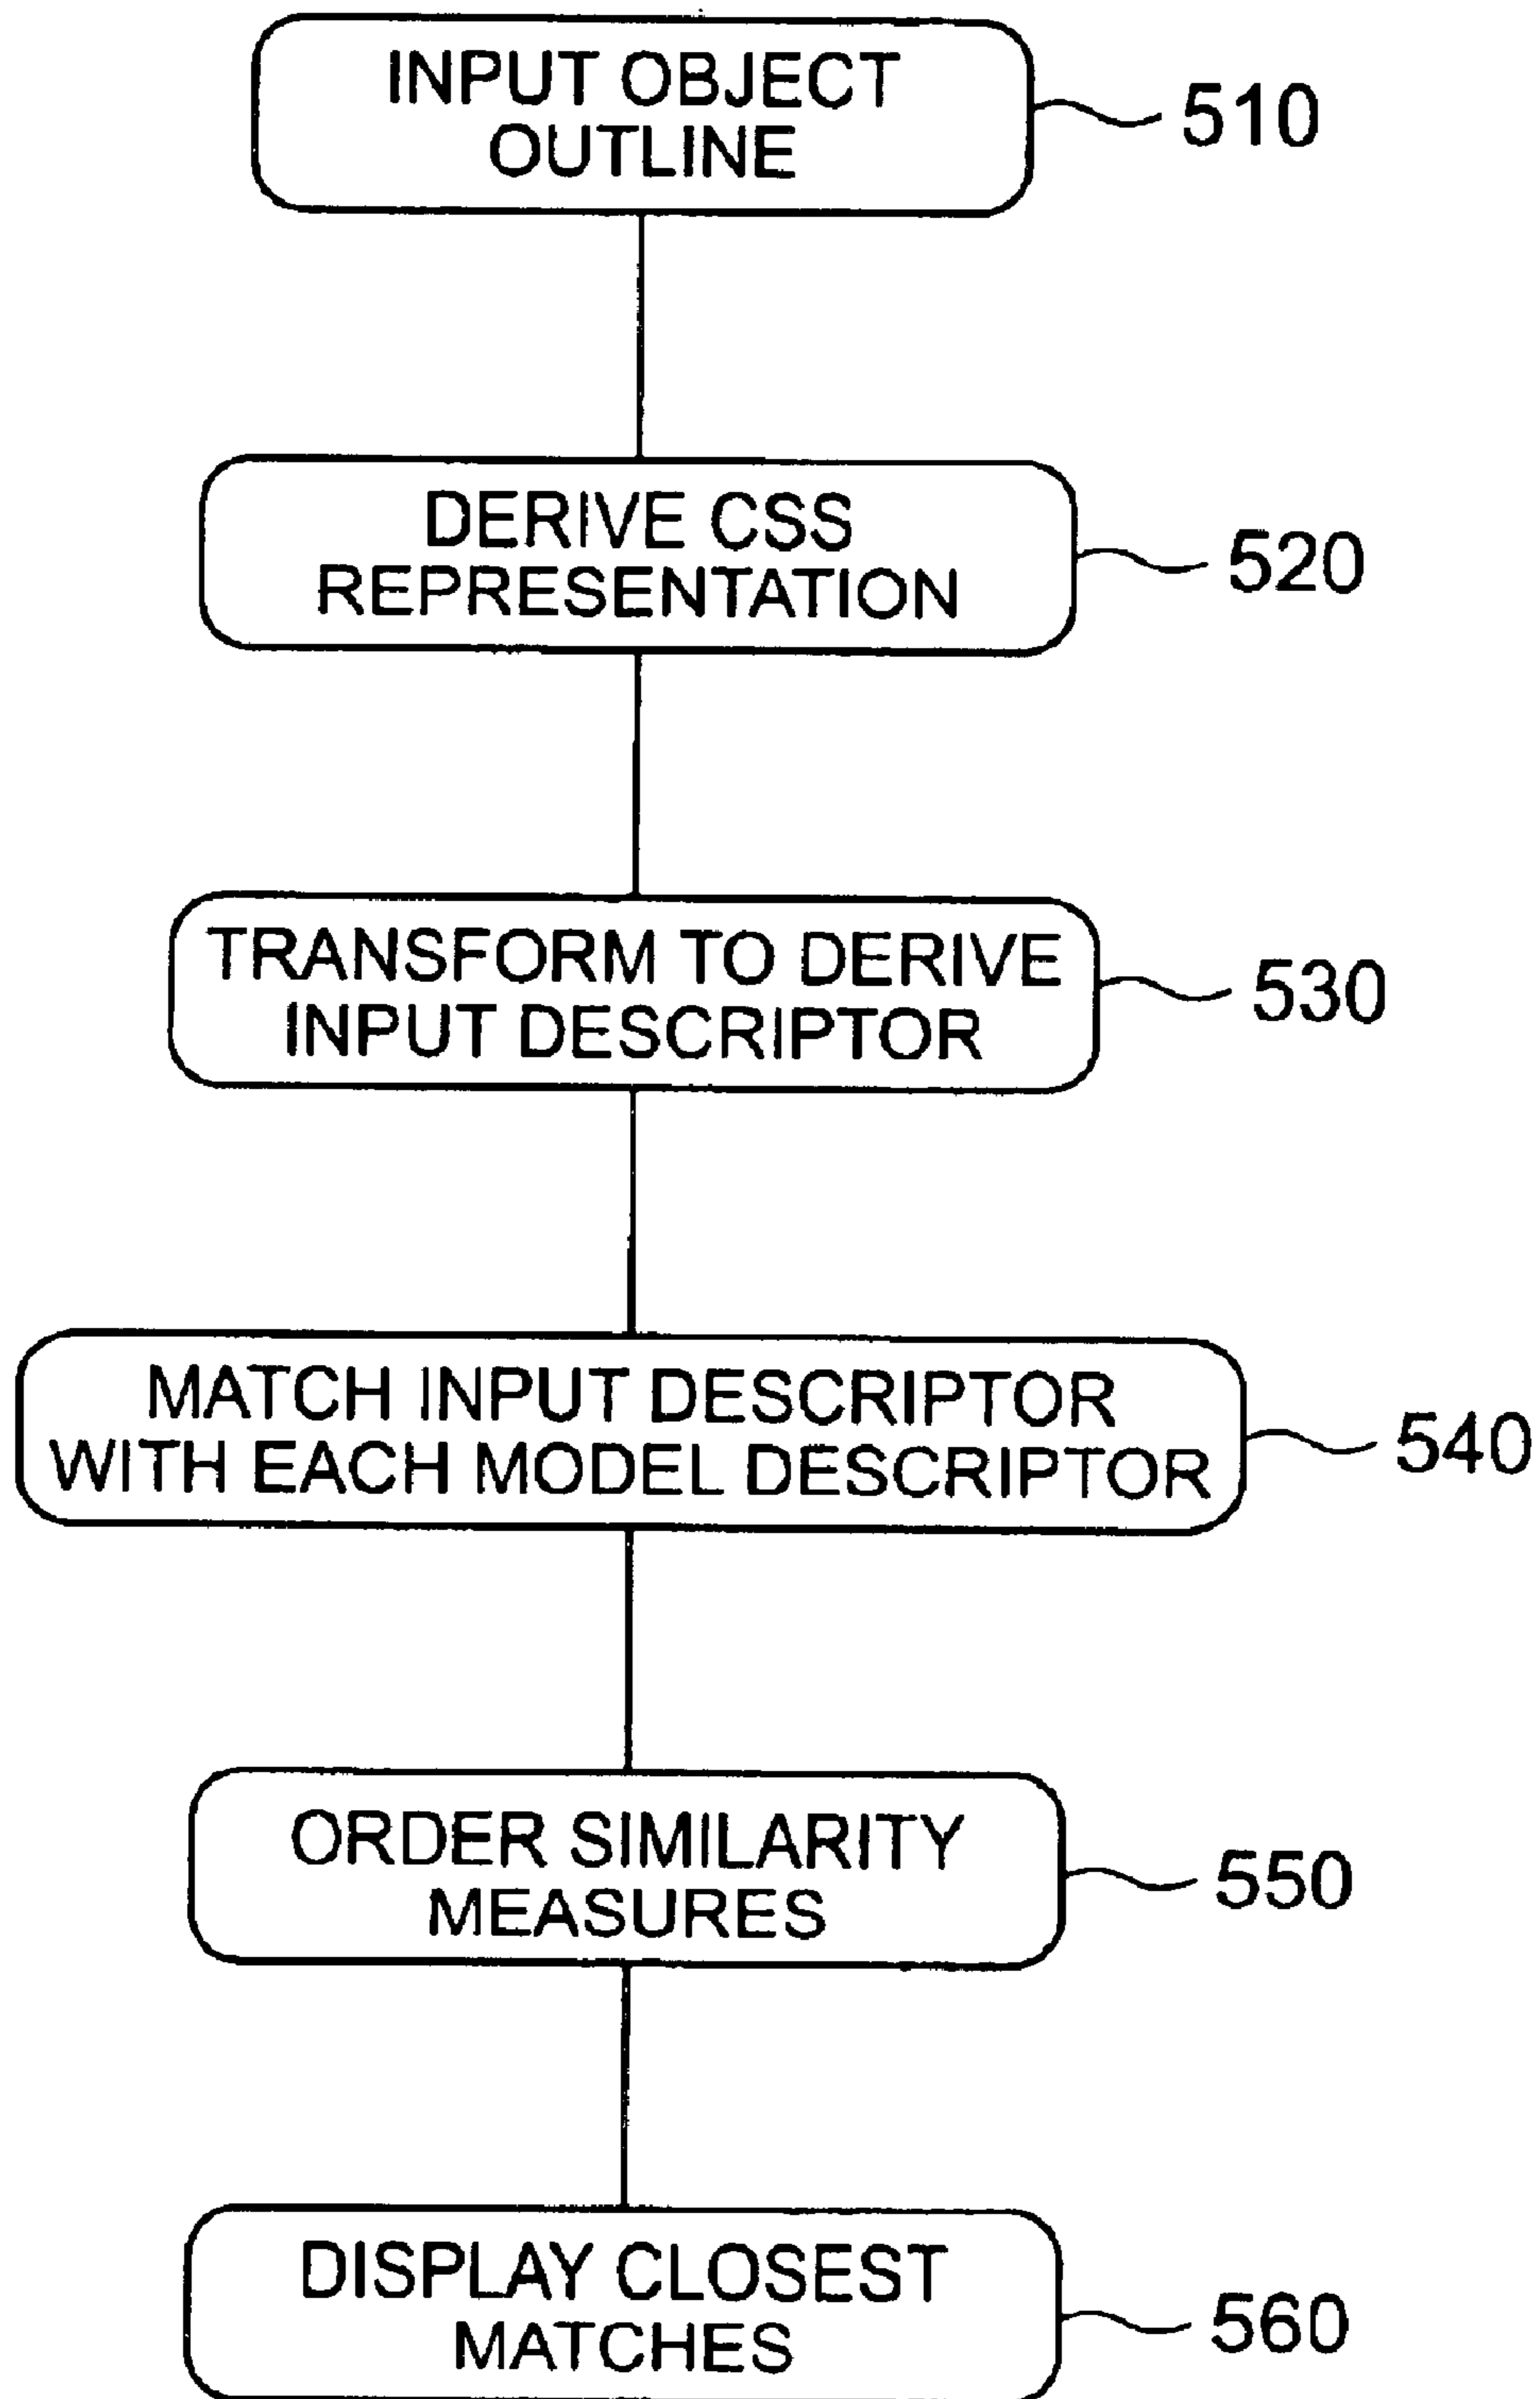 INPUT OBJECT
OUTLINE
510
DERIVE CSS
REPRESENTATION
520
TRANSFORM TO DERIVE
INPUT DESCRIPTOR
530
MATCH INPUT DESCRIPTOR
WITH EACH MODEL DESCRIPTOR
540
ORDER SIMILARITY
MEASURES
550
DISPLAY CLOSEST
MATCHES
560